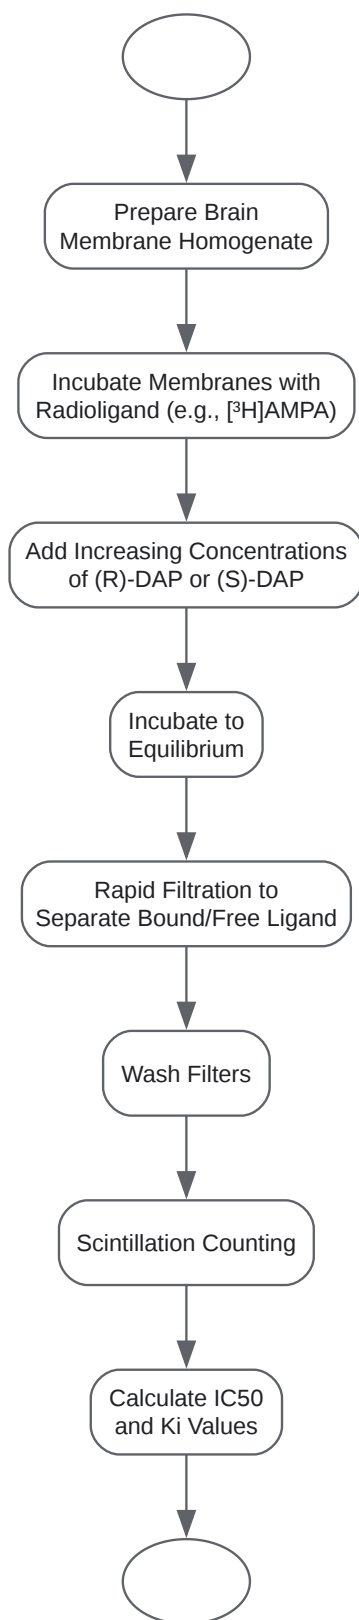 Prepare Brain
Membrane Homogenate
Incubate Membranes with
Radioligand (e.g., [³H]AMPA)
Add Increasing Concentrations
of (R)-DAP or (S)-DAP
Incubate to
Equilibrium
Rapid Filtration to
Separate Bound/Free Ligand
Wash Filters
Scintillation Counting
Calculate IC50
and Ki Values